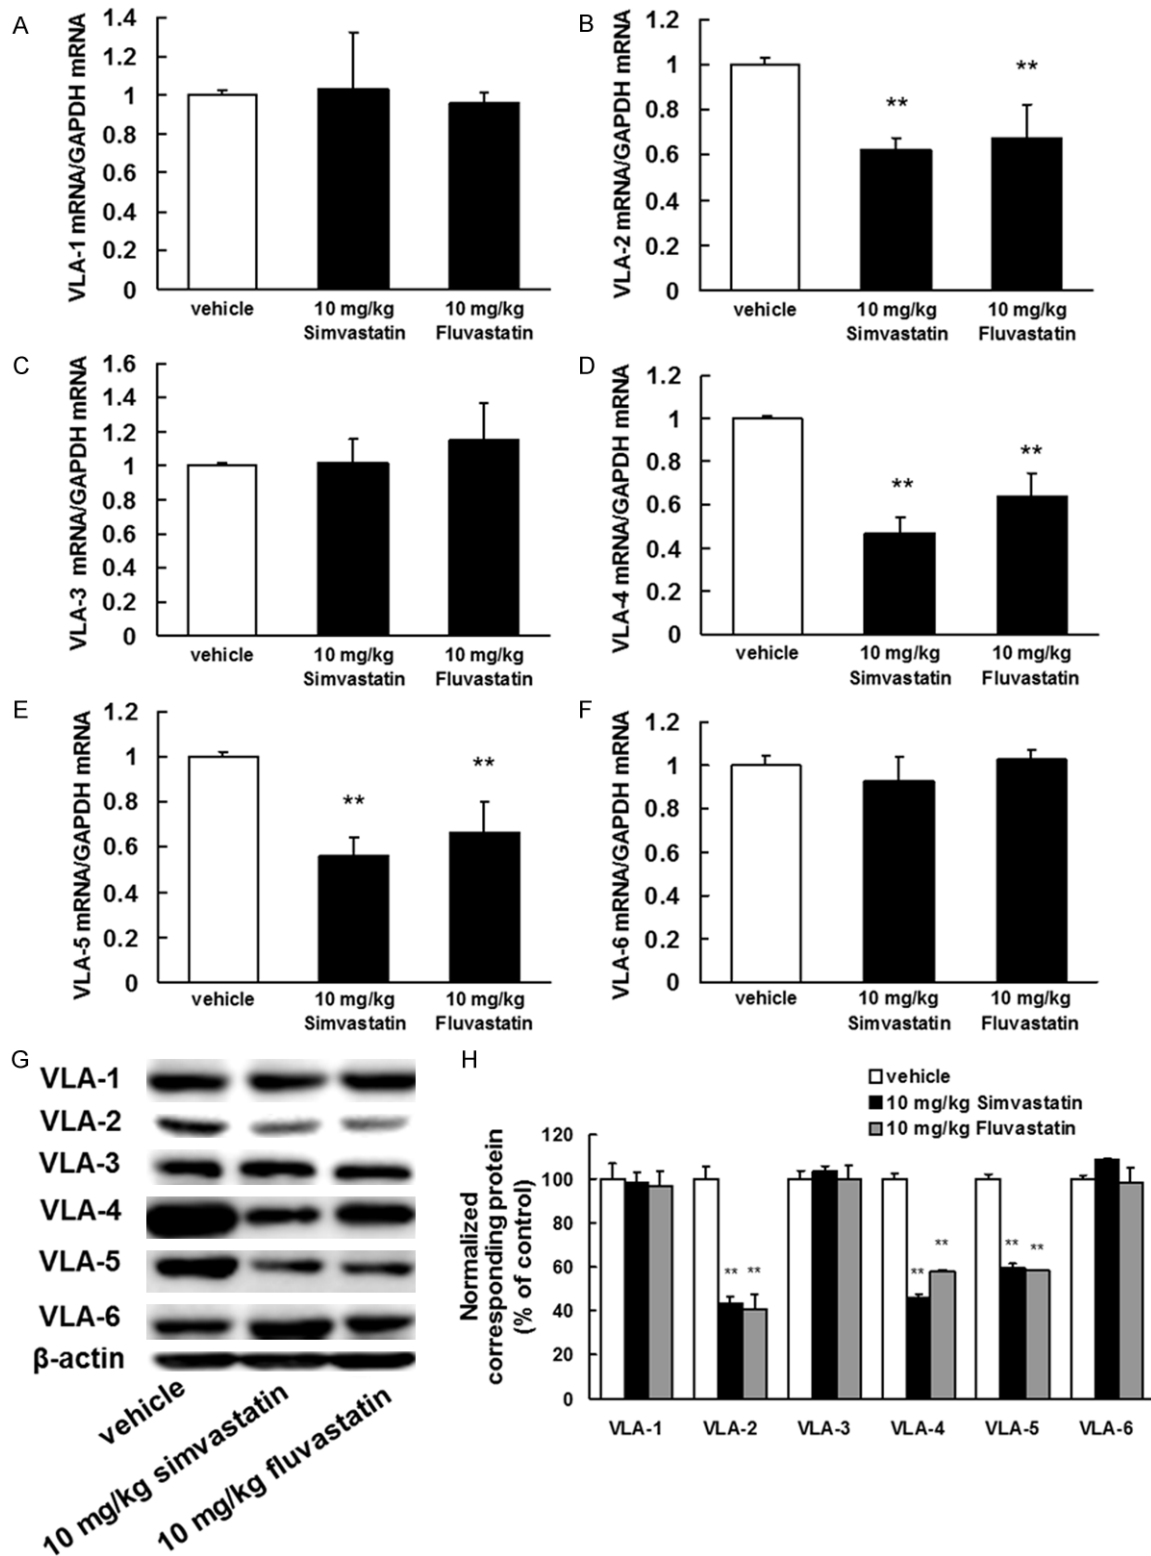 A
VLA-1 mRNA/GAPDH mRNA
1.4
1.2
1
0.8
0.6
0.4
0.2
0
vehicle
10 mg/kg
Simvastatin
10 mg/kg
Fluvastatin
B
VLA-2 mRNA/GAPDH mRNA
1.2
1
0.8
0.6
0.4
0.2
0
**
**
vehicle
10 mg/kg
Simvastatin
10 mg/kg
Fluvastatin
C
VLA-3 mRNA/GAPDH mRNA
1.6
1.4
1.2
1
0.8
0.6
0.4
0.2
0
vehicle
10 mg/kg
Simvastatin
10 mg/kg
Fluvastatin
D
VLA-4 mRNA/GAPDH mRNA
1.2
1
0.8
0.6
0.4
0.2
0
**
**
vehicle
10 mg/kg
Simvastatin
10 mg/kg
Fluvastatin
E
VLA-5 mRNA/GAPDH mRNA
1.2
1
0.8
0.6
0.4
0.2
0
**
**
vehicle
10 mg/kg
Simvastatin
10 mg/kg
Fluvastatin
F
VLA-6 mRNA/GAPDH mRNA
1.2
1
0.8
0.6
0.4
0.2
0
vehicle
10 mg/kg
Simvastatin
10 mg/kg
Fluvastatin
G
VLA-1
VLA-2
VLA-3
VLA-4
VLA-5
VLA-6
β-actin
vehicle
10 mg/kg simvastatin
10 mg/kg fluvastatin
H
vehicle
10 mg/kg Simvastatin
10 mg/kg Fluvastatin
Normalized
corresponding protein
(% of control)
120
100
80
60
40
20
0
** **
** **
** **
VLA-1 VLA-2 VLA-3 VLA-4 VLA-5 VLA-6